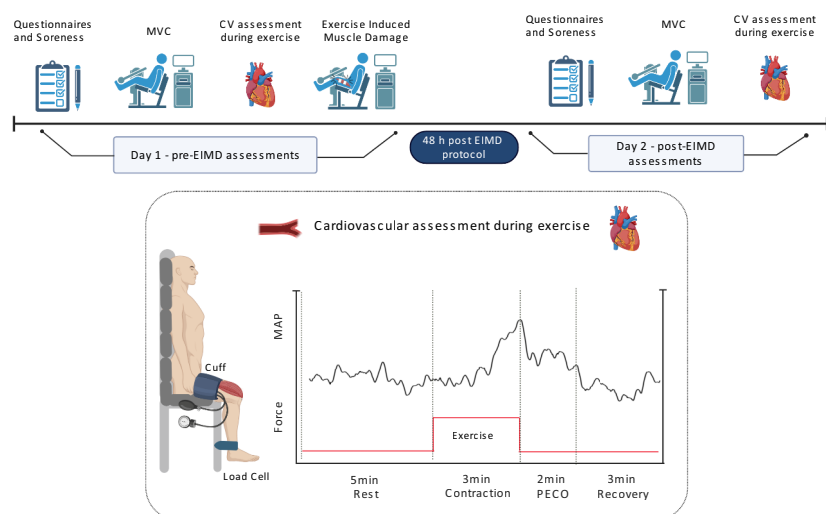 Questionnaires
and Soreness
MVC
CV assessment
during exercise
Exercise Induced
Muscle Damage
Questionnaires
and Soreness
MVC
CV assessment
during exercise
Day 1 - pre-EIMD assessments
48 h post EIMD
protocol
Day 2 - post-EIMD
assessments
Cardiovascular assessment during exercise
Cuff
Load Cell
MAP
Force
Exercise
5min
Rest
3min
Contraction
2min
PECO
3min
Recovery